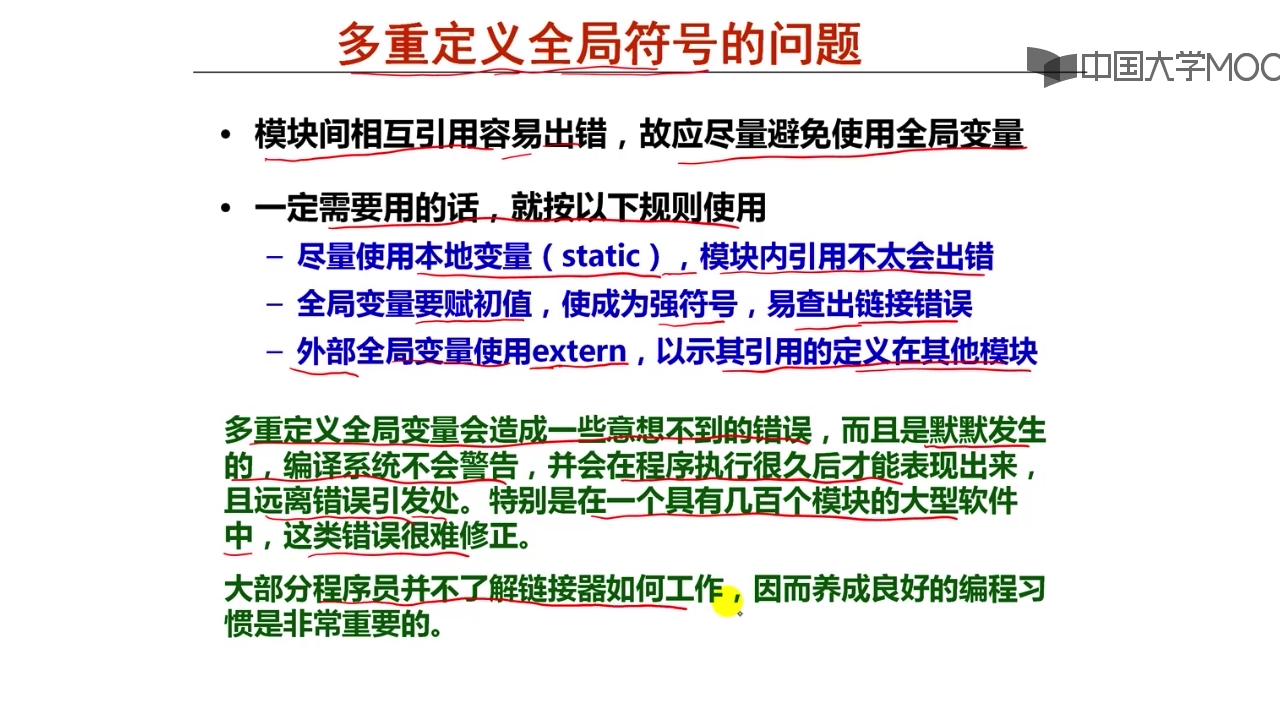 多重定义全局符号的问题
中国大学MOO
• 模块间相互引用容易出错，故应尽量避免使用全局变量
• 一定需要用的话，就按以下规则使用
– 尽量使用本地变量（static），模块内引用不太会出错
– 全局变量要赋初值，使成为强符号，易查出链接错误
– 外部全局变量使用extern，以示其引用的定义在其他模块
多重定义全局变量会造成一些意想不到的错误，而且是默默发生
的，编译系统不会警告，并会在程序执行很久后才能表现出来，
且远离错误引发处。特别是在一个具有几百个模块的大型软件
中，这类错误很难修正。
大部分程序员并不了解链接器如何工作，因而养成良好的编程习
惯是非常重要的。